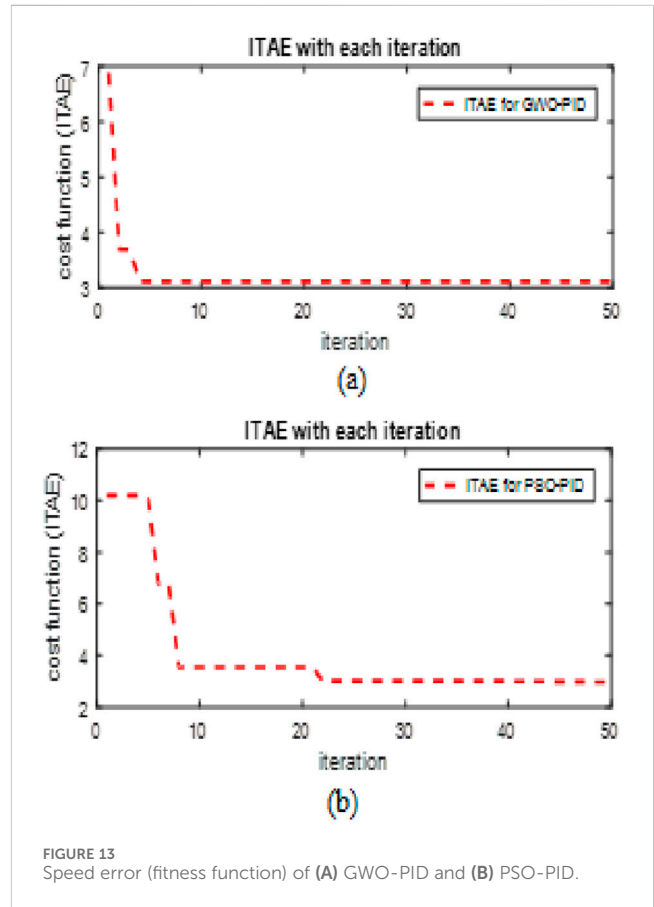 ITAE with each iteration
7
6
5
4
3
cost function (ITAE)
ITAE for GWO-PID
0 10 20 30 40 50
iteration
(a)
ITAE with each iteration
12
10
8
6
4
2
cost function (ITAE)
ITAE for PSO-PID
0 10 20 30 40 50
iteration
(b)
FIGURE 13
Speed error (fitness function) of (A) GWO-PID and (B) PSO-PID.